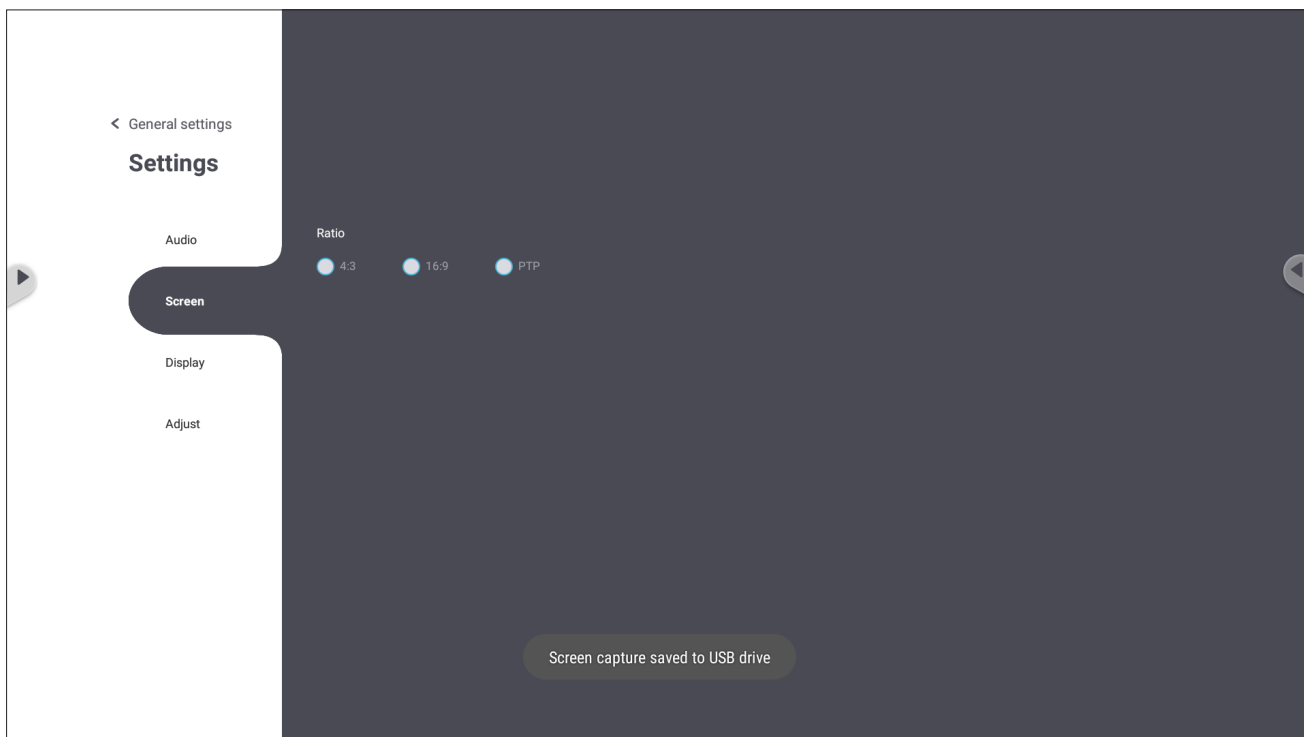 General settings
Settings
Audio
Screen
Display
Adjust
Ratio
4:3 16:9 PTP
Screen capture saved to USB drive